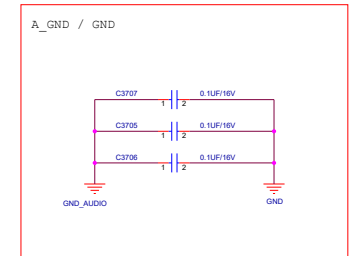 A_GND / GND
C3707 0.1UF/16V
1 2
C3705 0.1UF/16V
1 2
C3706 0.1UF/16V
1 2
GND_AUDIO GND